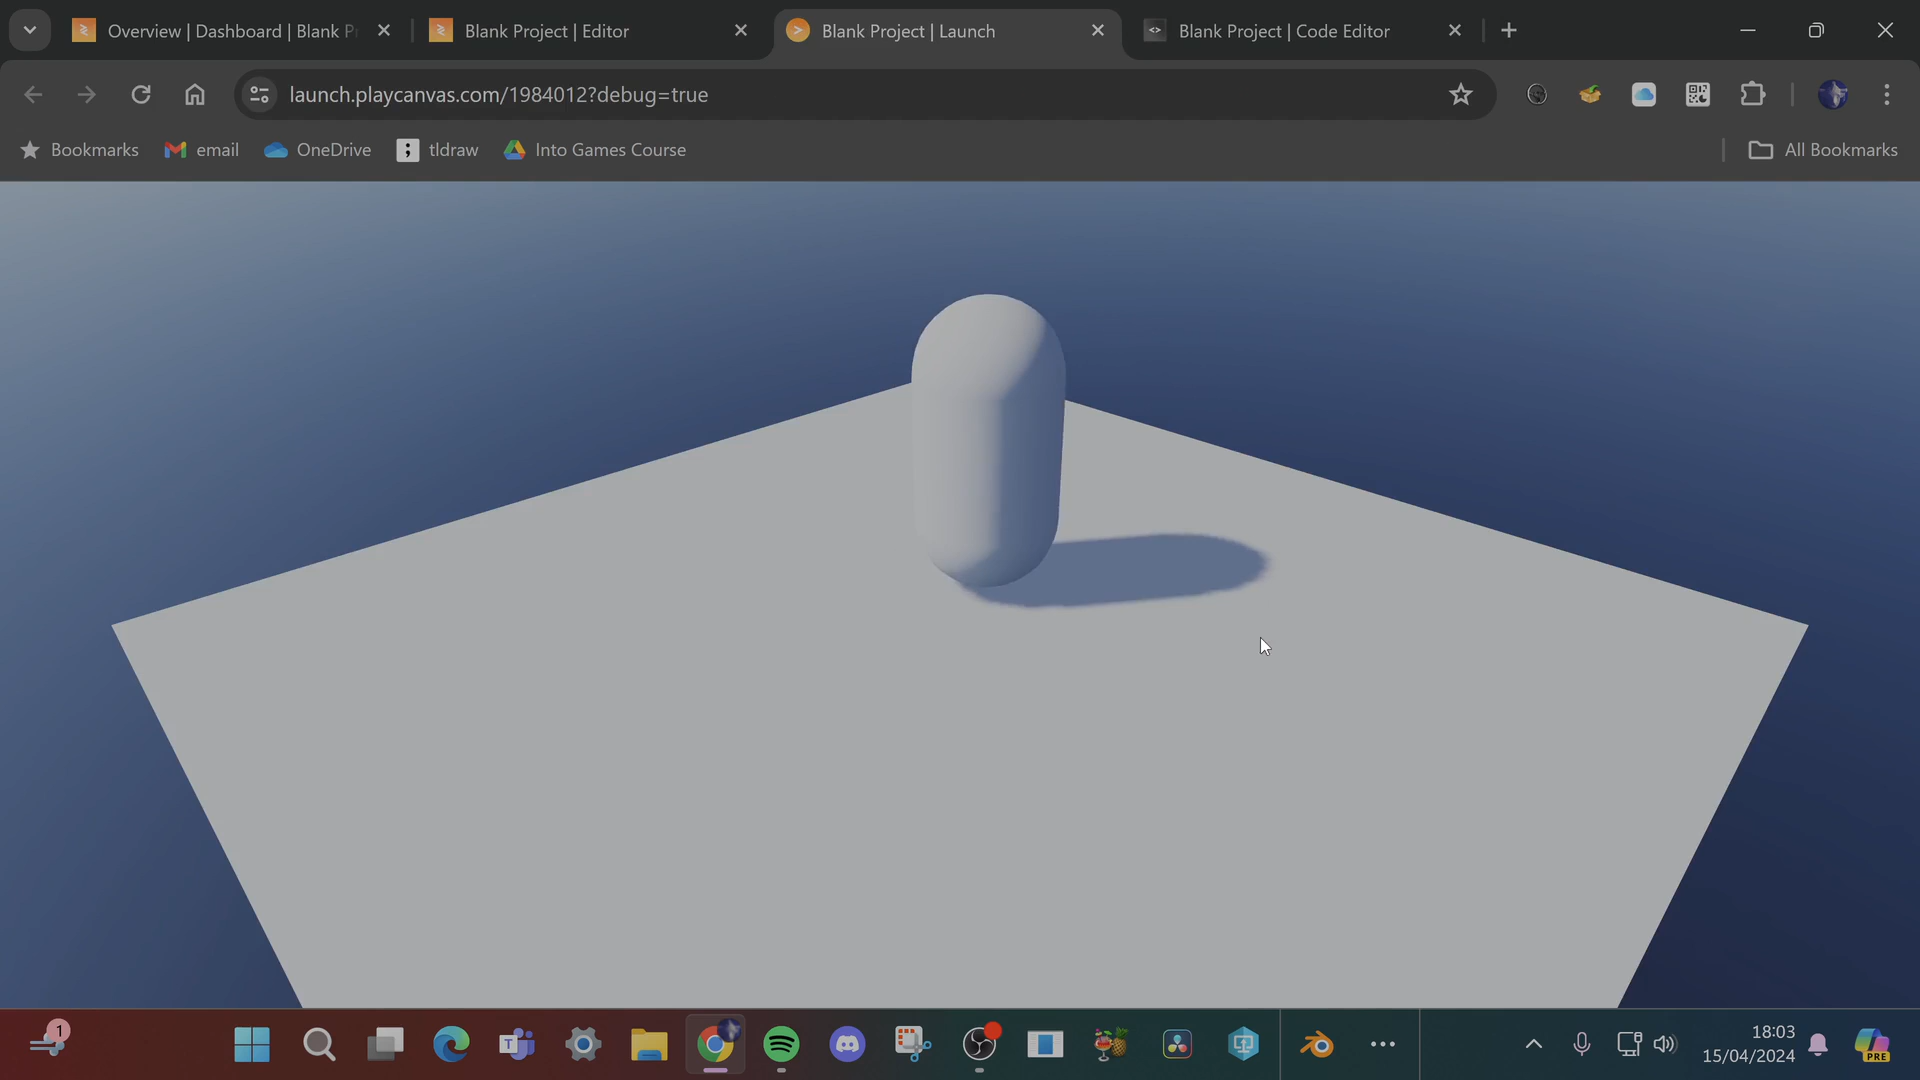 Overview | Dashboard | Blank P
Blank Project | Editor
Blank Project | Launch
Blank Project | Code Editor
launch.playcanvas.com/1984012?debug=true
Bookmarks
email
OneDrive
tldraw
Into Games Course
All Bookmarks
1
18:03
15/04/2024
PRE